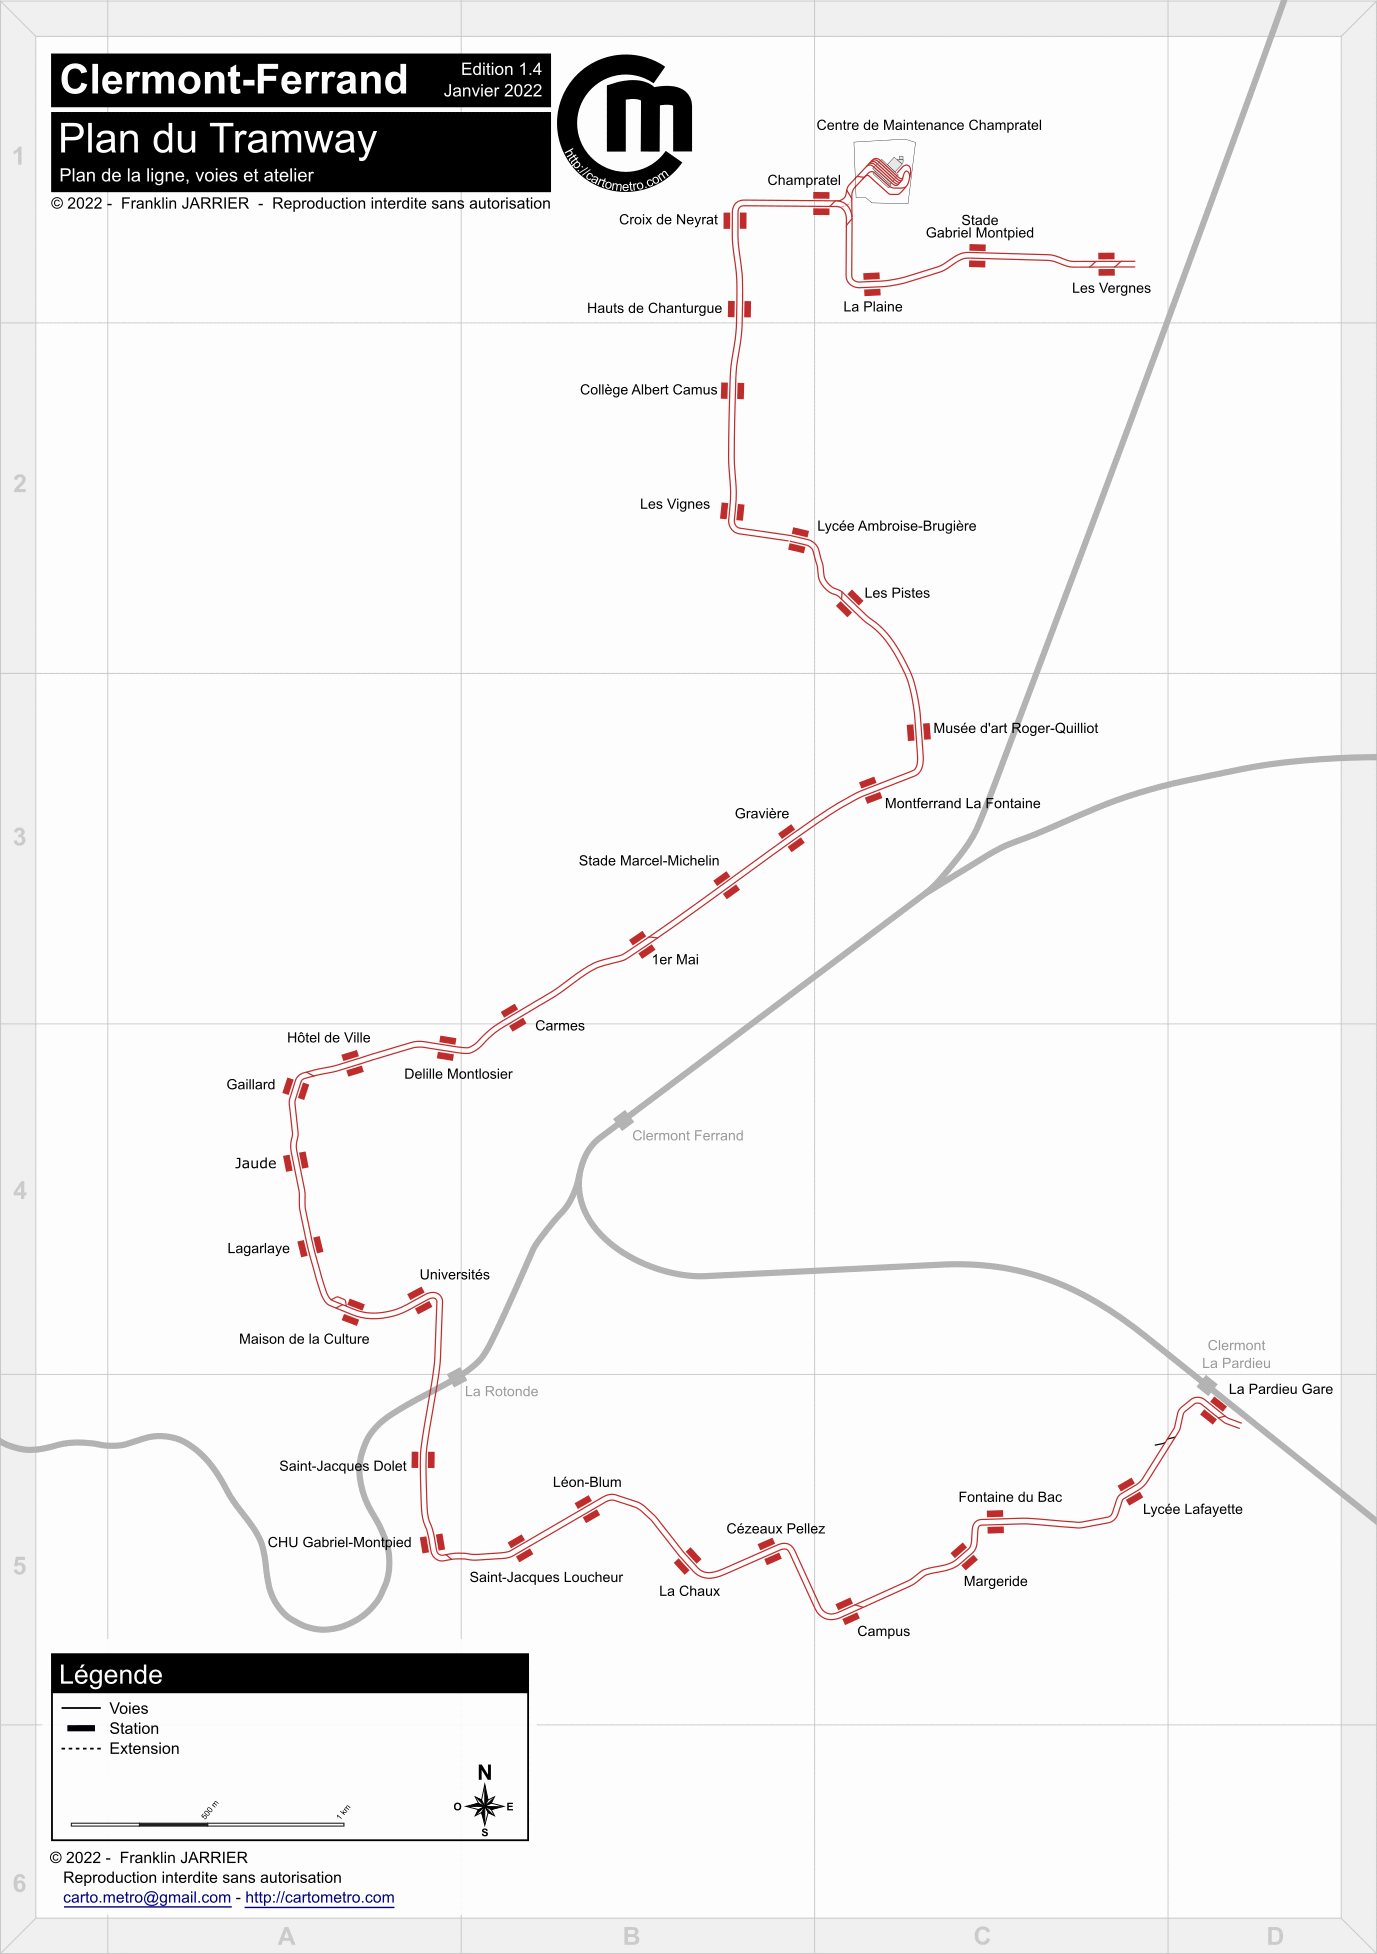 Clermont-Ferrand
Edition 1.4
Janvier 2022
Plan du Tramway
Plan de la ligne, voies et atelier
© 2022 -  Franklin JARRIER  -  Reproduction interdite sans autorisation
Cm
http://cartometro.com
1
Centre de Maintenance Champratel
Champratel
Croix de Neyrat
Stade
Gabriel Montpied
Les Vergnes
La Plaine
Hauts de Chanturgue
Collège Albert Camus
2
Les Vignes
Lycée Ambroise-Brugière
Les Pistes
Musée d'art Roger-Quilliot
Montferrand La Fontaine
Gravière
3
Stade Marcel-Michelin
1er Mai
Carmes
Hôtel de Ville
Delille Montlosier
Gaillard
Clermont Ferrand
Jaude
4
Lagarlaye
Universités
Maison de la Culture
Clermont
La Pardieu
La Pardieu Gare
La Rotonde
Saint-Jacques Dolet
Léon-Blum
Fontaine du Bac
Lycée Lafayette
Cézeaux Pellez
CHU Gabriel-Montpied
5
Saint-Jacques Loucheur
La Chaux
Margeride
Campus
Légende
Voies
Station
Extension
N
O
E
S
500 m
1 km
© 2022 -  Franklin JARRIER
Reproduction interdite sans autorisation
carto.metro@gmail.com - http://cartometro.com
6
A
B
C
D